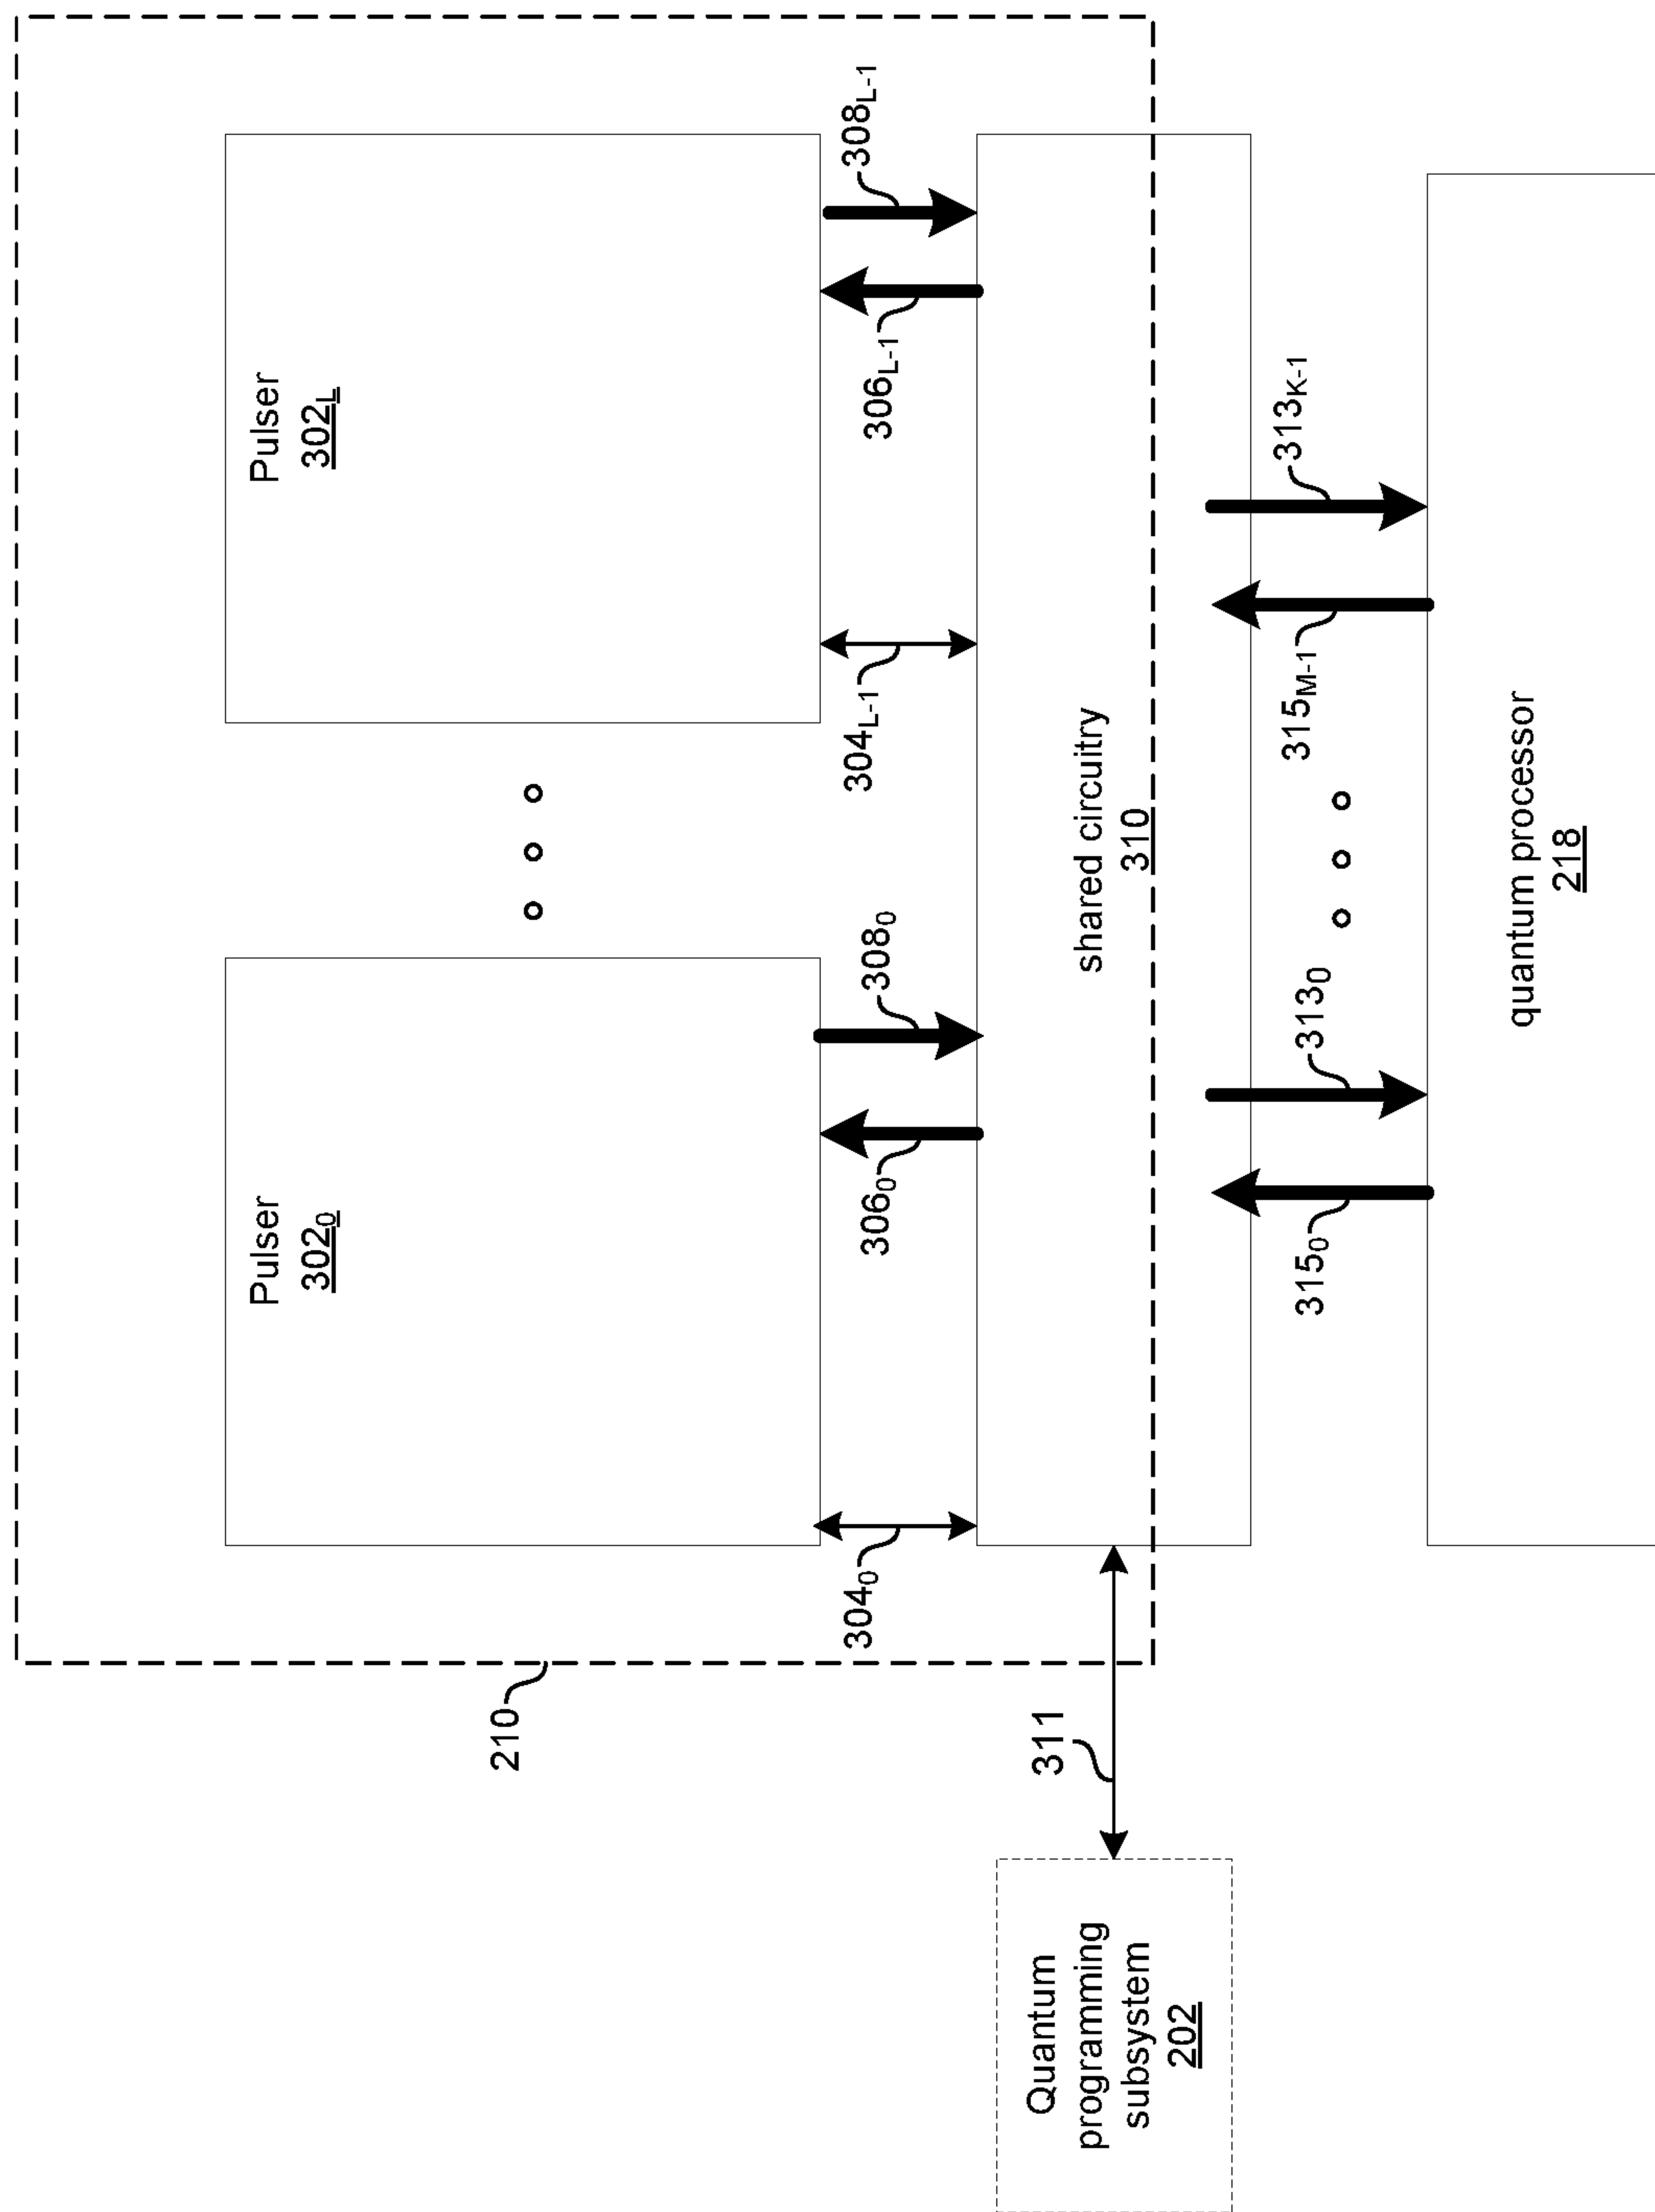 210
Pulser
302₀
Pulser
302L
304₀
306₀
308₀
304L-1
306L-1
308L-1
311
Quantum
programming
subsystem
202
shared circuitry
310
315₀
313₀
315M-1
313K-1
quantum processor
218